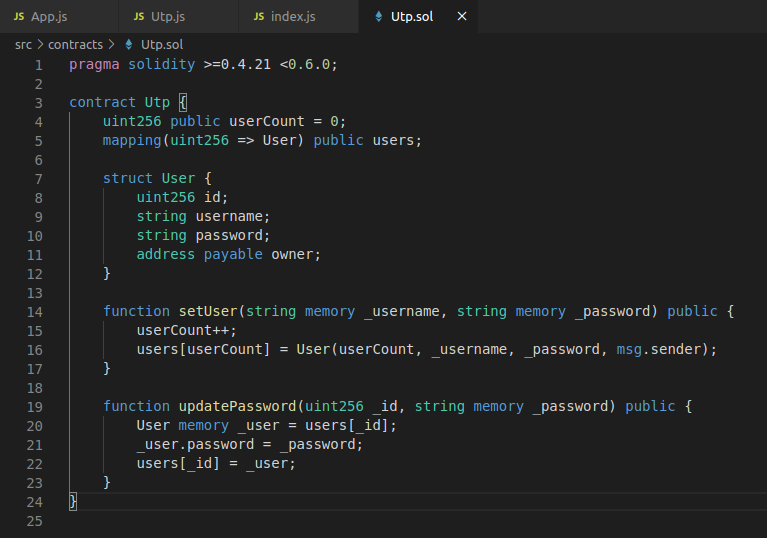 JS App.js JS Utp.js JS index.js Utp.sol ×
src > contracts > Utp.sol
1 pragma solidity >=0.4.21 <0.6.0;
2
3 contract Utp {
4 uint256 public userCount = 0;
5 mapping(uint256 => User) public users;
6
7 struct User {
8 uint256 id;
9 string username;
10 string password;
11 address payable owner;
12 }
13
14 function setUser(string memory _username, string memory _password) public {
15 userCount++;
16 users[userCount] = User(userCount, _username, _password, msg.sender);
17 }
18
19 function updatePassword(uint256 _id, string memory _password) public {
20 User memory _user = users[_id];
21 _user.password = _password;
22 users[_id] = _user;
23 }
24 }
25